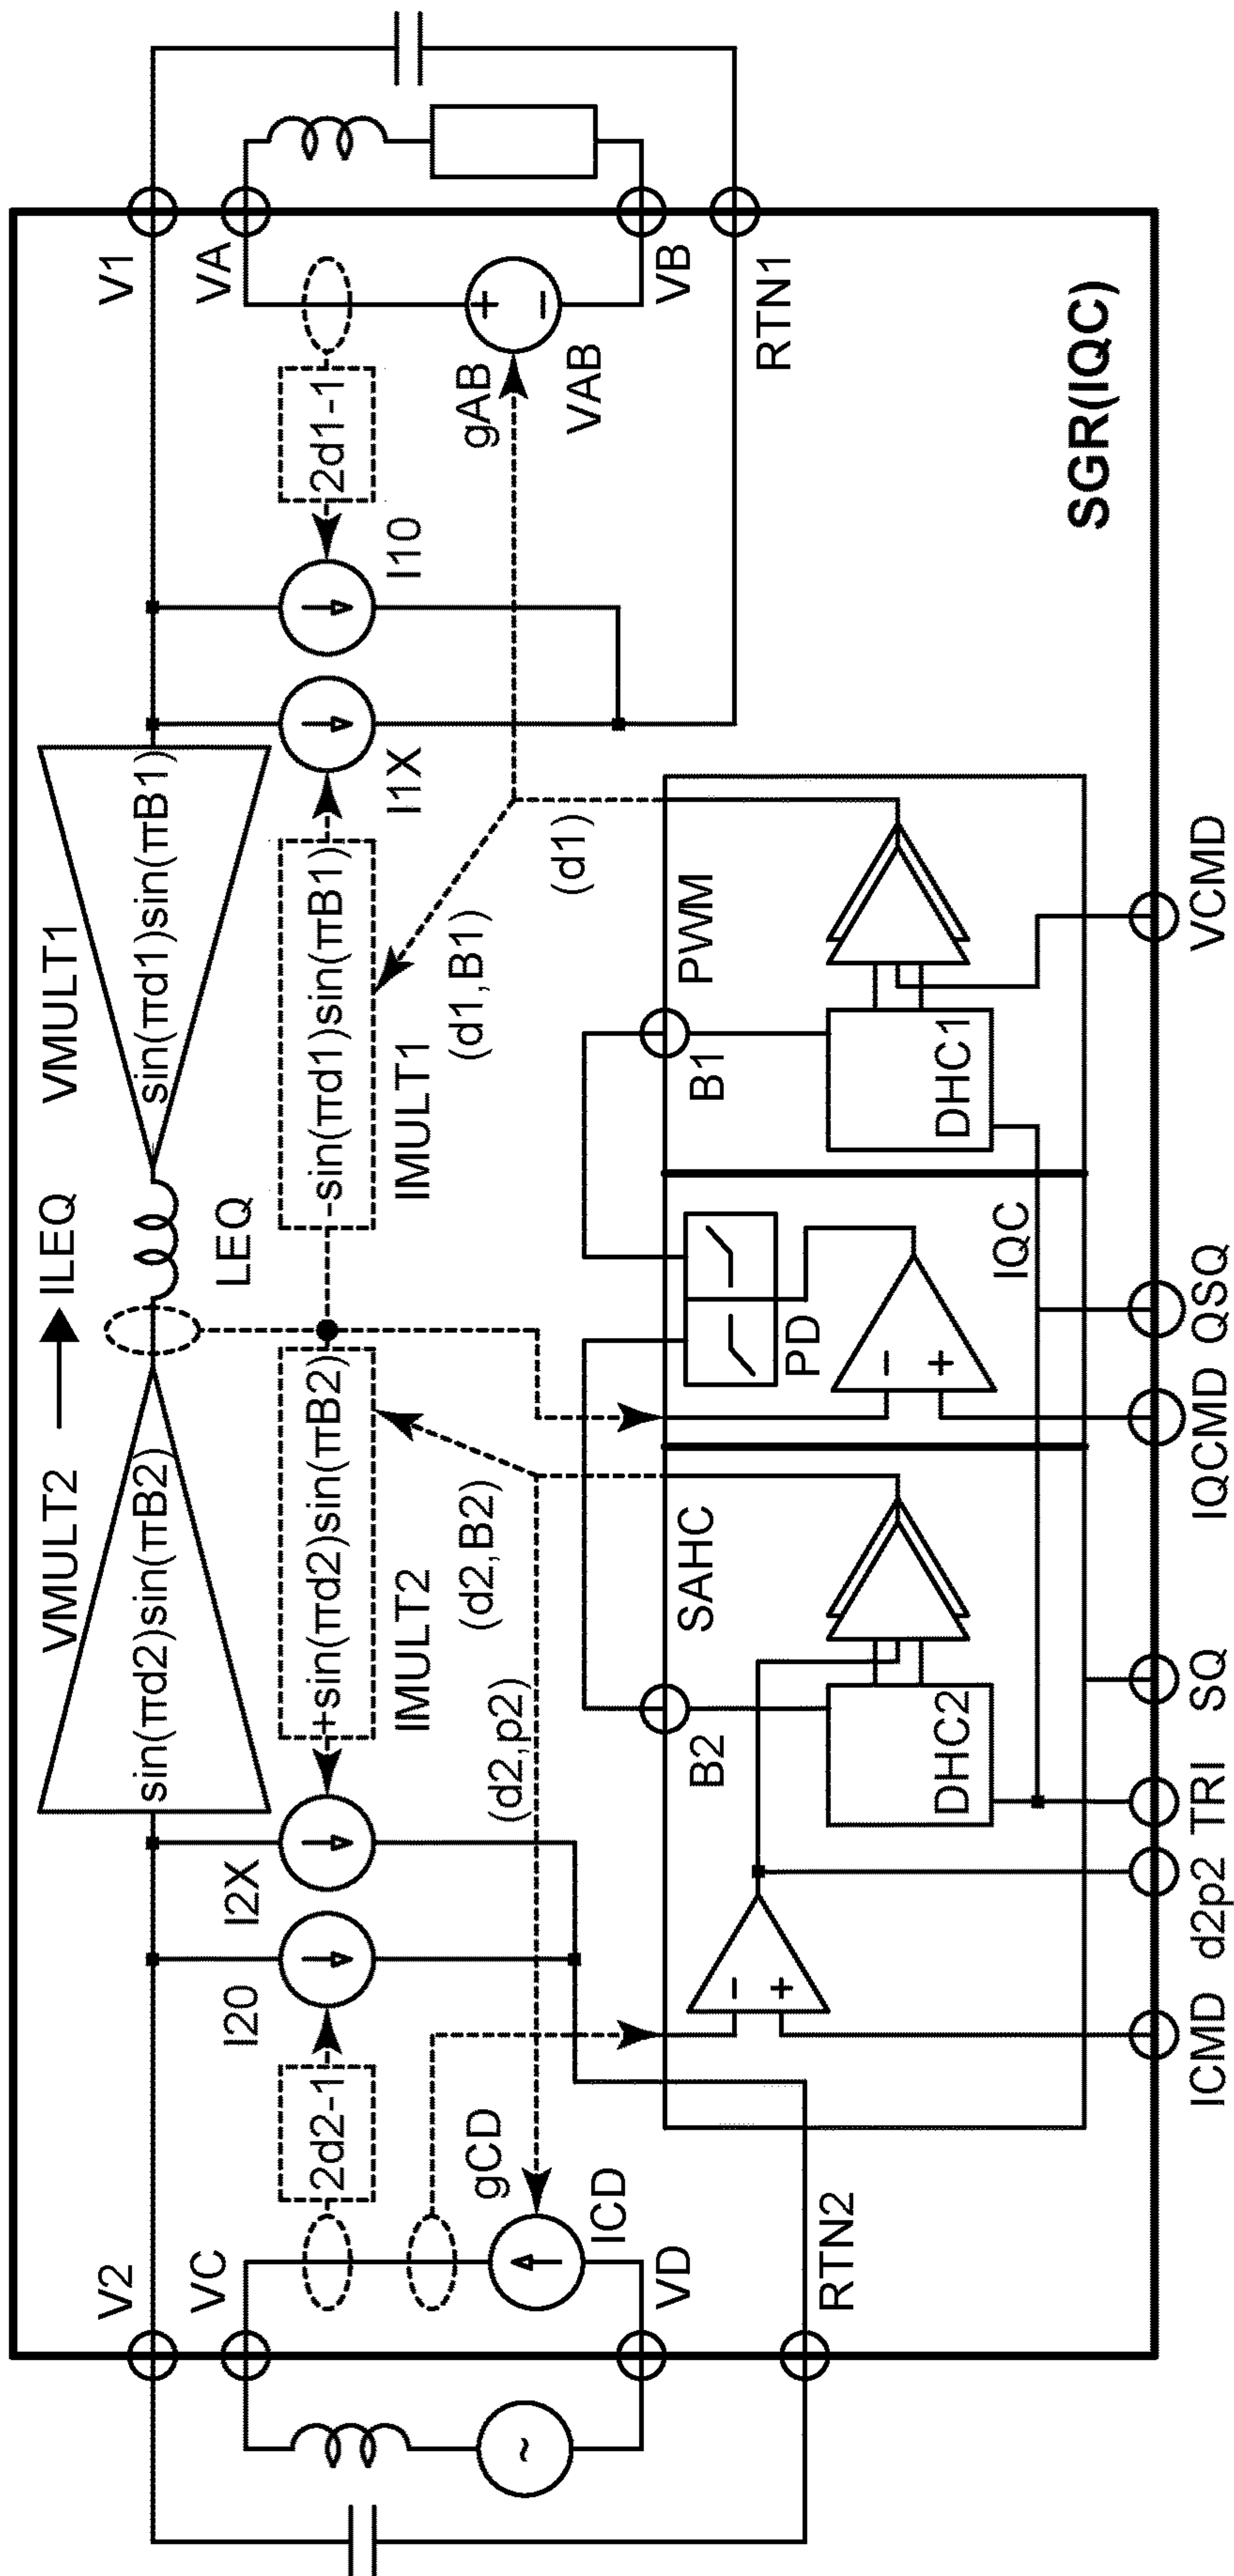 VMULT2
ILEQ
VMULT1
sin(πd2)sin(πB2)
sin(πd1)sin(πB1)
V2
LEQ
V1
VC
I20
I2X
VA
2d2-1
+sin(πd2)sin(πB2)
-sin(πd1)sin(πB1)
2d1-1
IMULT2
IMULT1
I1X
I10
gCD
(d2,p2)
(d2,B2)
(d1,B1)
gAB
+
−
ICD
(d1)
VAB
VD
VB
~
SAHC
PWM
B2
B1
RTN2
RTN1
−
+
PD
DHC2
−
+
IQC
DHC1
SGR(IQC)
ICMD
d2p2
TRI
SQ
IQCMD
QSQ
VCMD